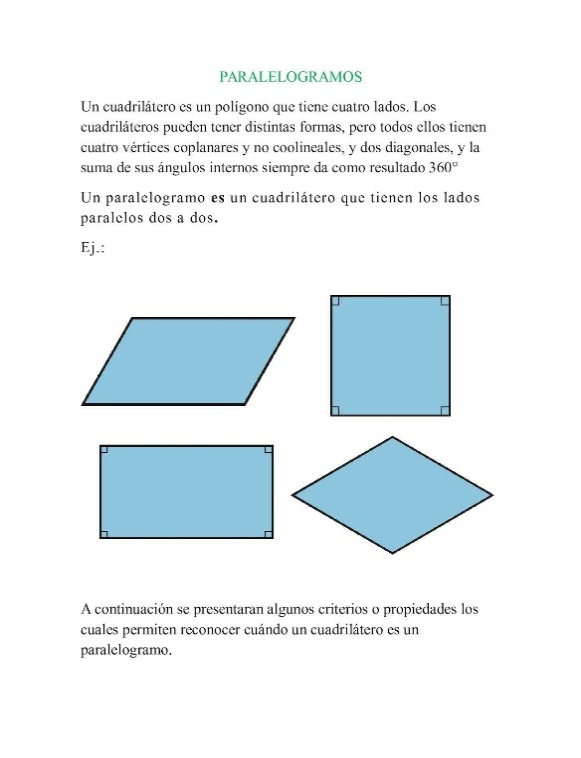 PARALELOGRAMOS
Un cuadrilátero es un polígono que tiene cuatro lados. Los
cuadriláteros pueden tener distintas formas, pero todos ellos tienen
cuatro vértices coplanares y no coolineales, y dos diagonales, y la
suma de sus ángulos internos siempre da como resultado 360°
Un paralelogramo es un cuadrilátero que tienen los lados
paralelos dos a dos.
Ej.:
A continuación se presentaran algunos criterios o propiedades los
cuales permiten reconocer cuándo un cuadrilátero es un
paralelogramo.